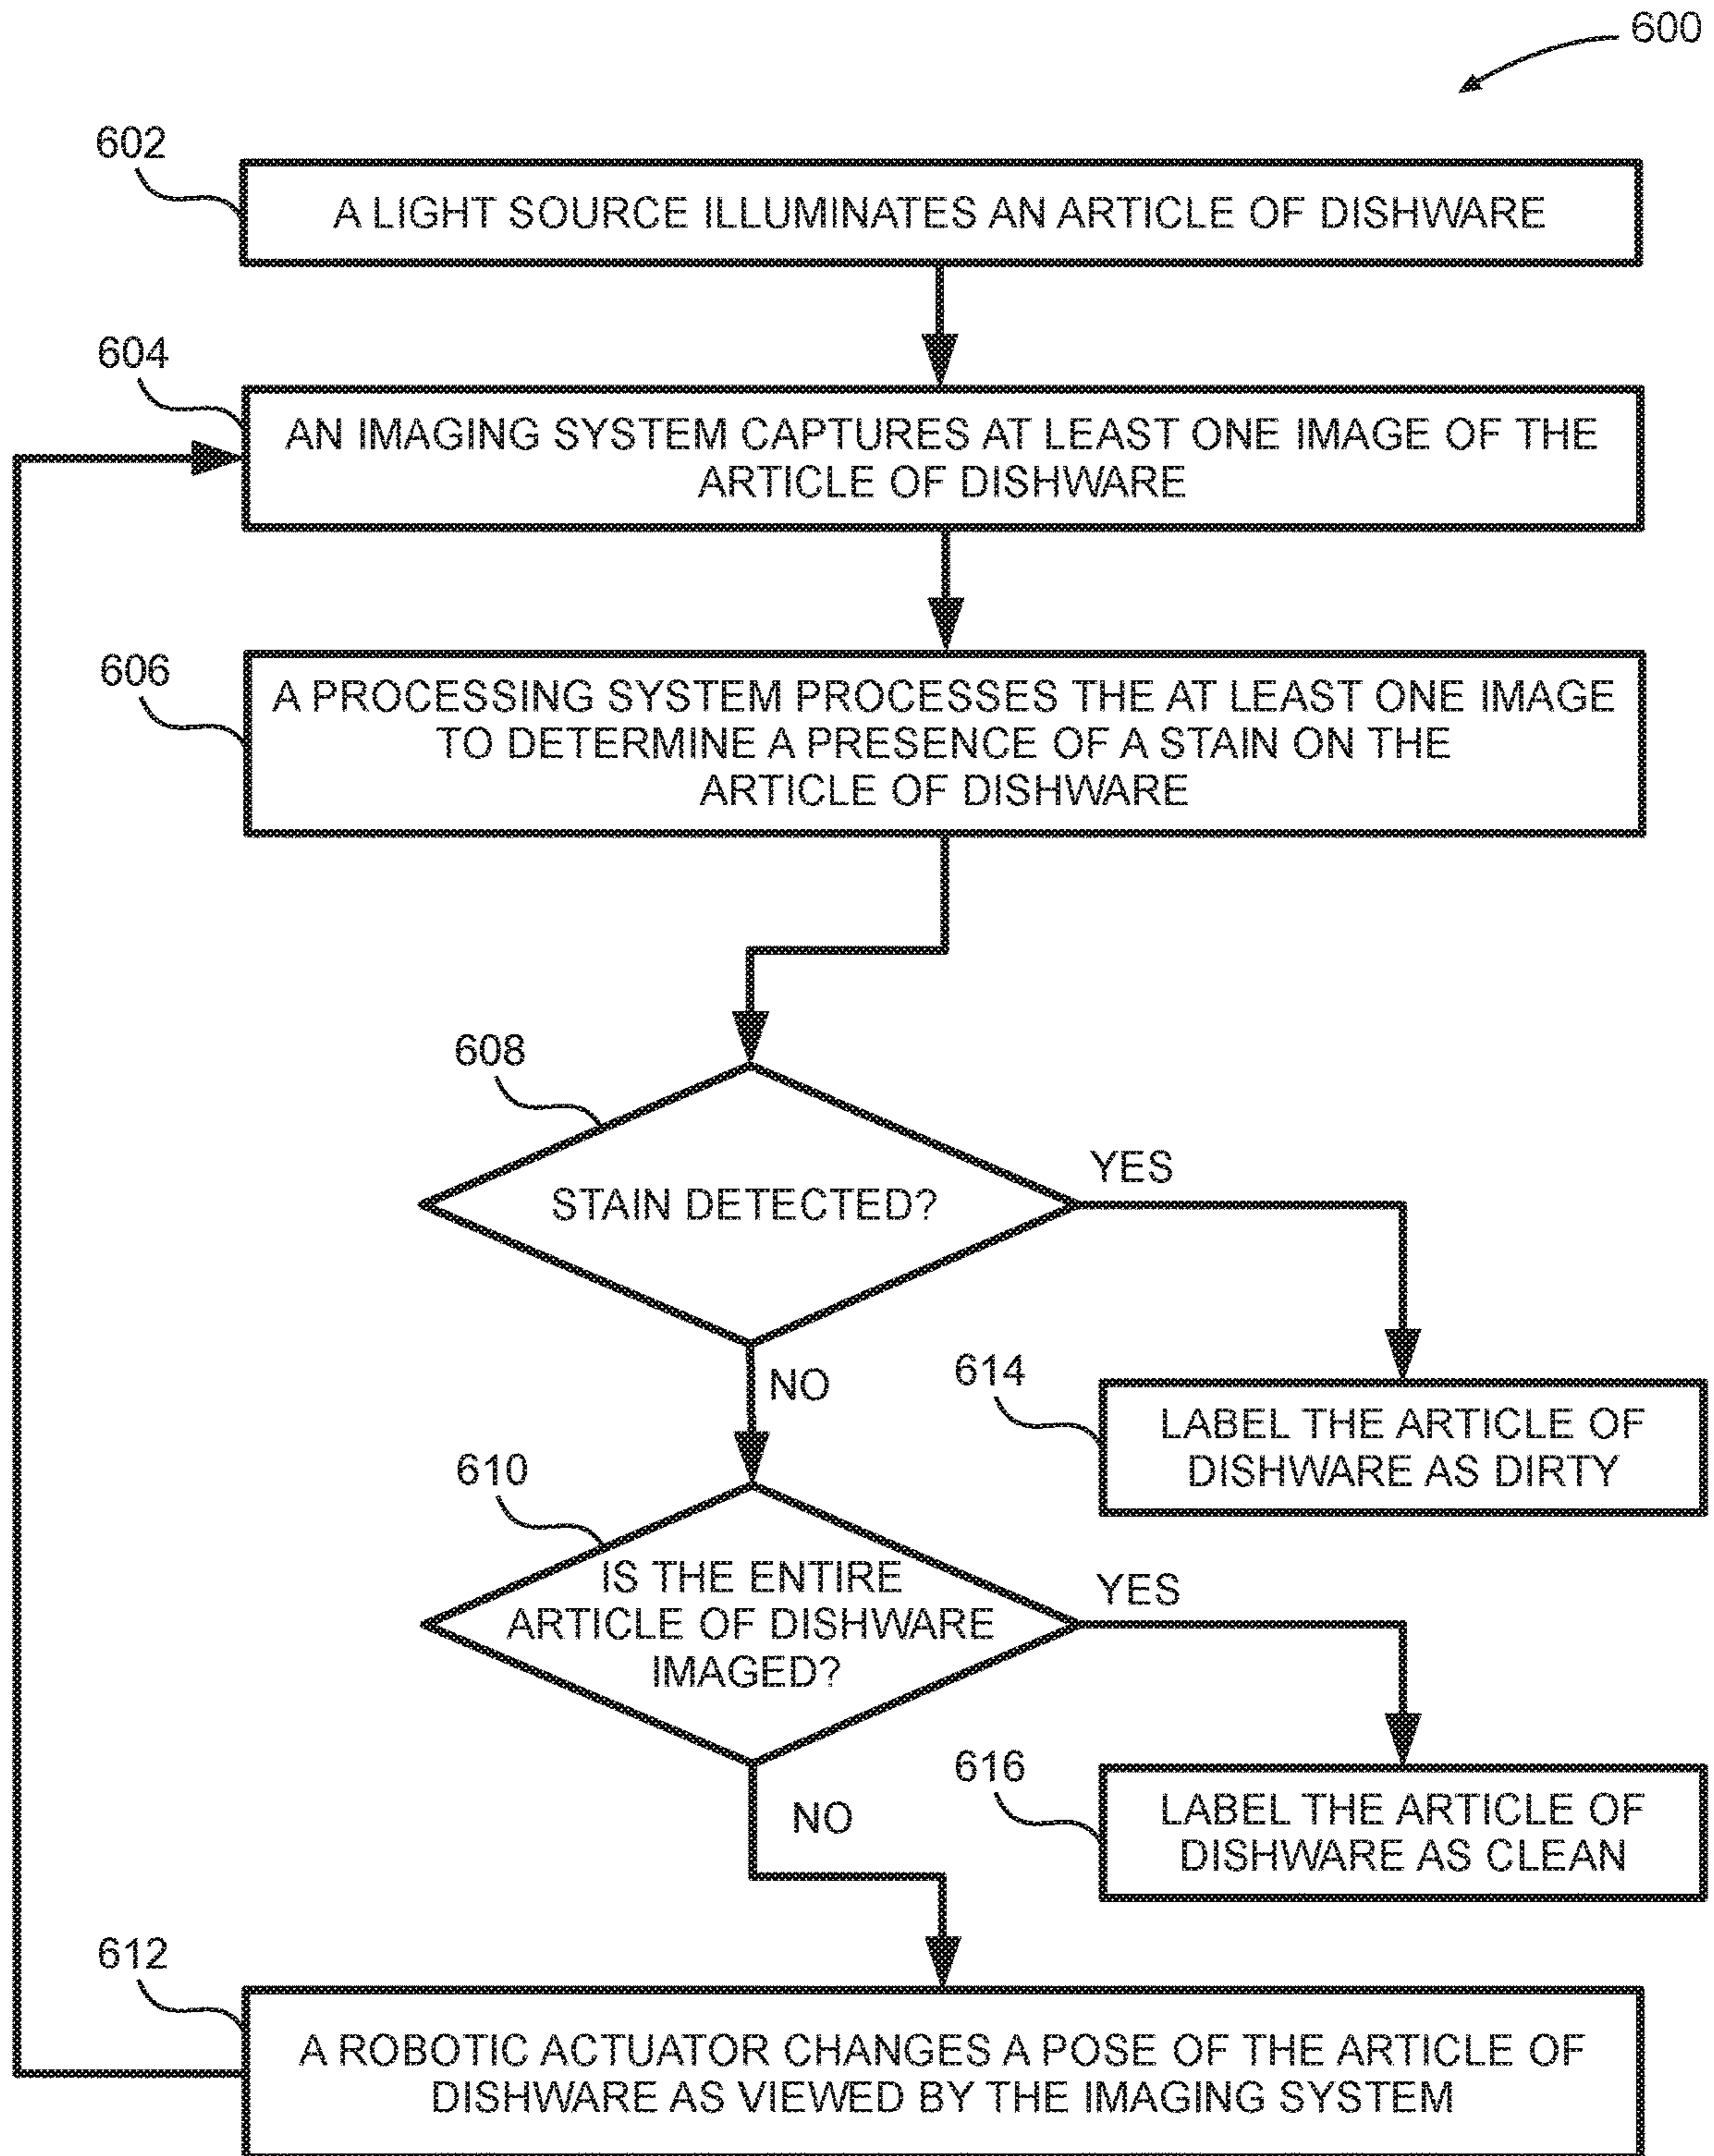 600
602
A LIGHT SOURCE ILLUMINATES AN ARTICLE OF DISHWARE
604
AN IMAGING SYSTEM CAPTURES AT LEAST ONE IMAGE OF THE
ARTICLE OF DISHWARE
606
A PROCESSING SYSTEM PROCESSES THE AT LEAST ONE IMAGE
TO DETERMINE A PRESENCE OF A STAIN ON THE
ARTICLE OF DISHWARE
608
STAIN DETECTED?
YES
NO
614
LABEL THE ARTICLE OF
DISHWARE AS DIRTY
610
IS THE ENTIRE
ARTICLE OF DISHWARE
IMAGED?
YES
NO
616
LABEL THE ARTICLE OF
DISHWARE AS CLEAN
612
A ROBOTIC ACTUATOR CHANGES A POSE OF THE ARTICLE OF
DISHWARE AS VIEWED BY THE IMAGING SYSTEM